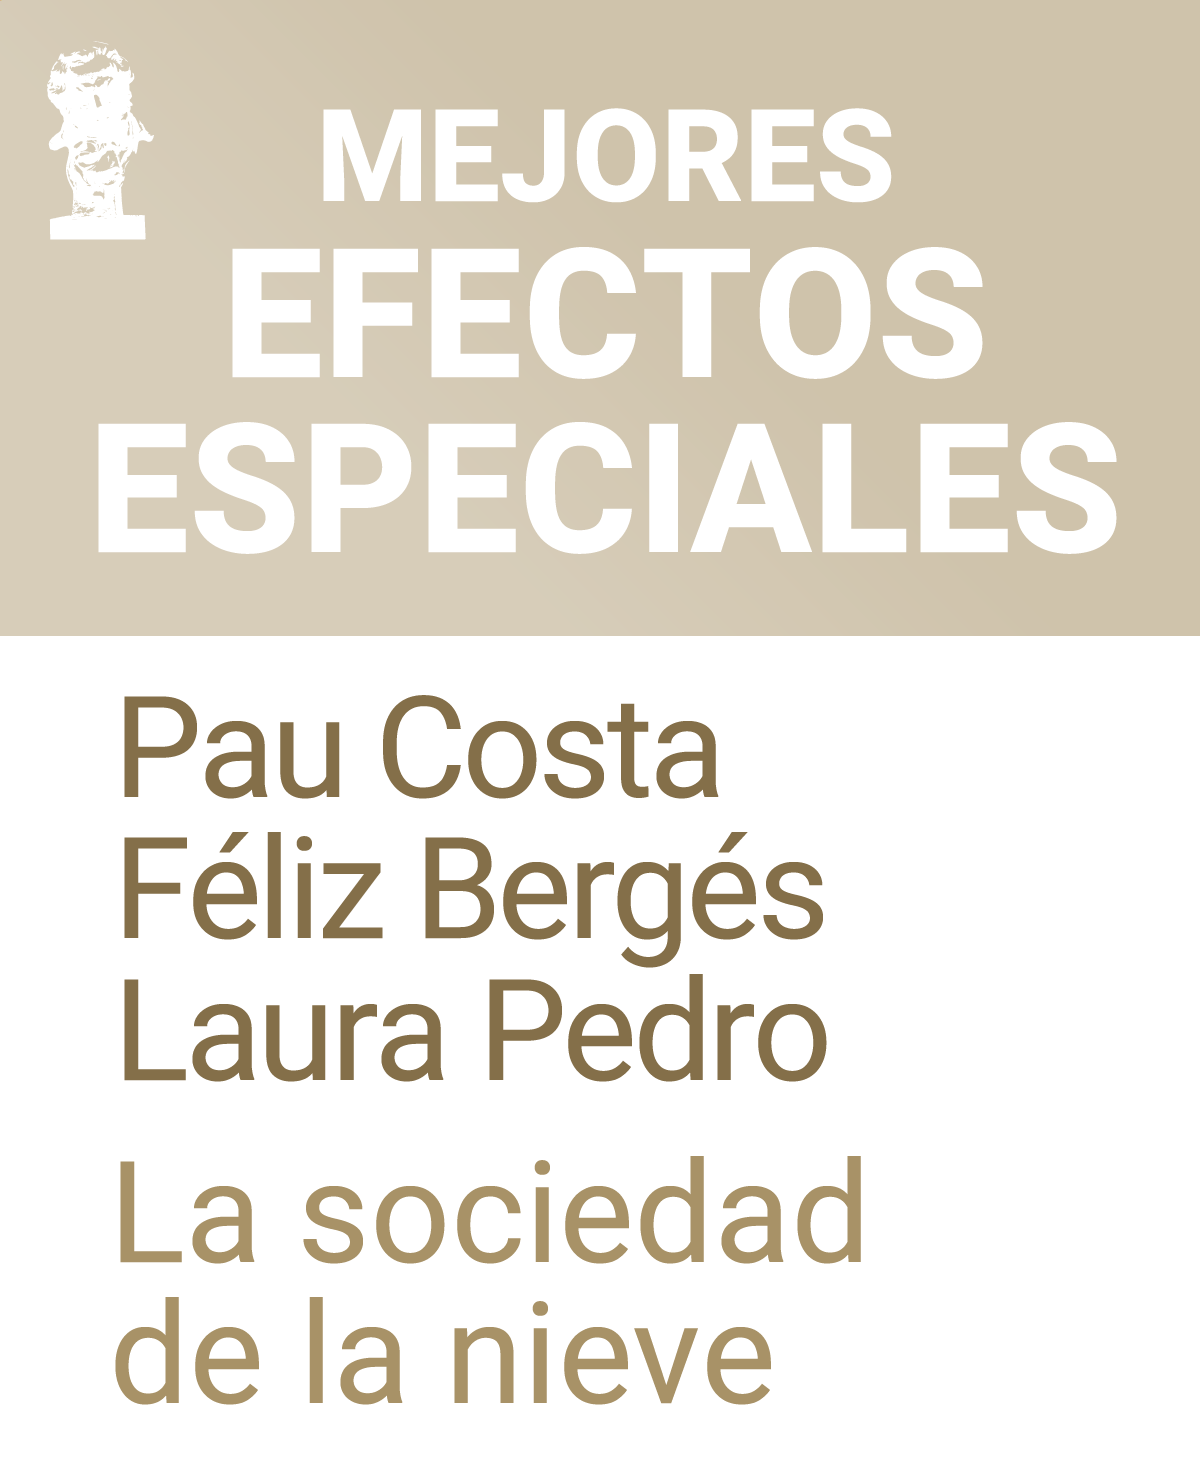 MEJORES
EFECTOS
ESPECIALES
Pau Costa
Féliz Bergés
Laura Pedro
La sociedad
de la nieve